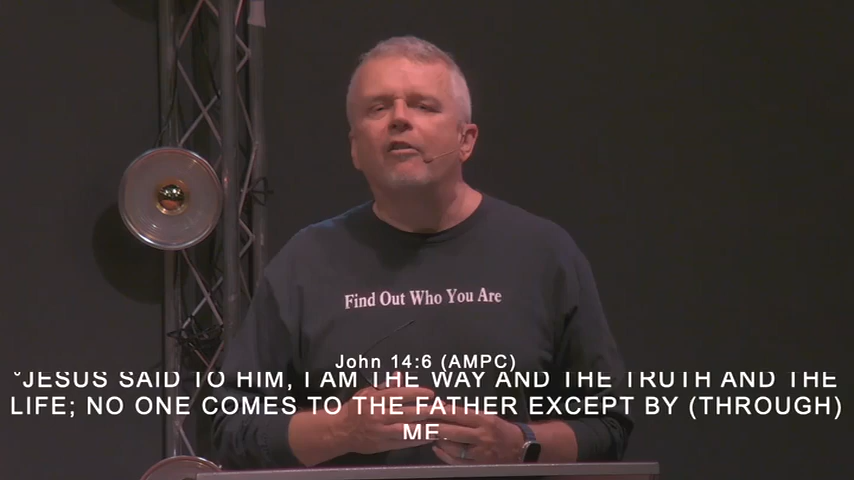 Find Out Who You Are
John 14:6 (AMPC)
JESUS SAID TO HIM, I AM THE WAY AND THE TRUTH AND THE
LIFE; NO ONE COMES TO THE FATHER EXCEPT BY (THROUGH)
ME.